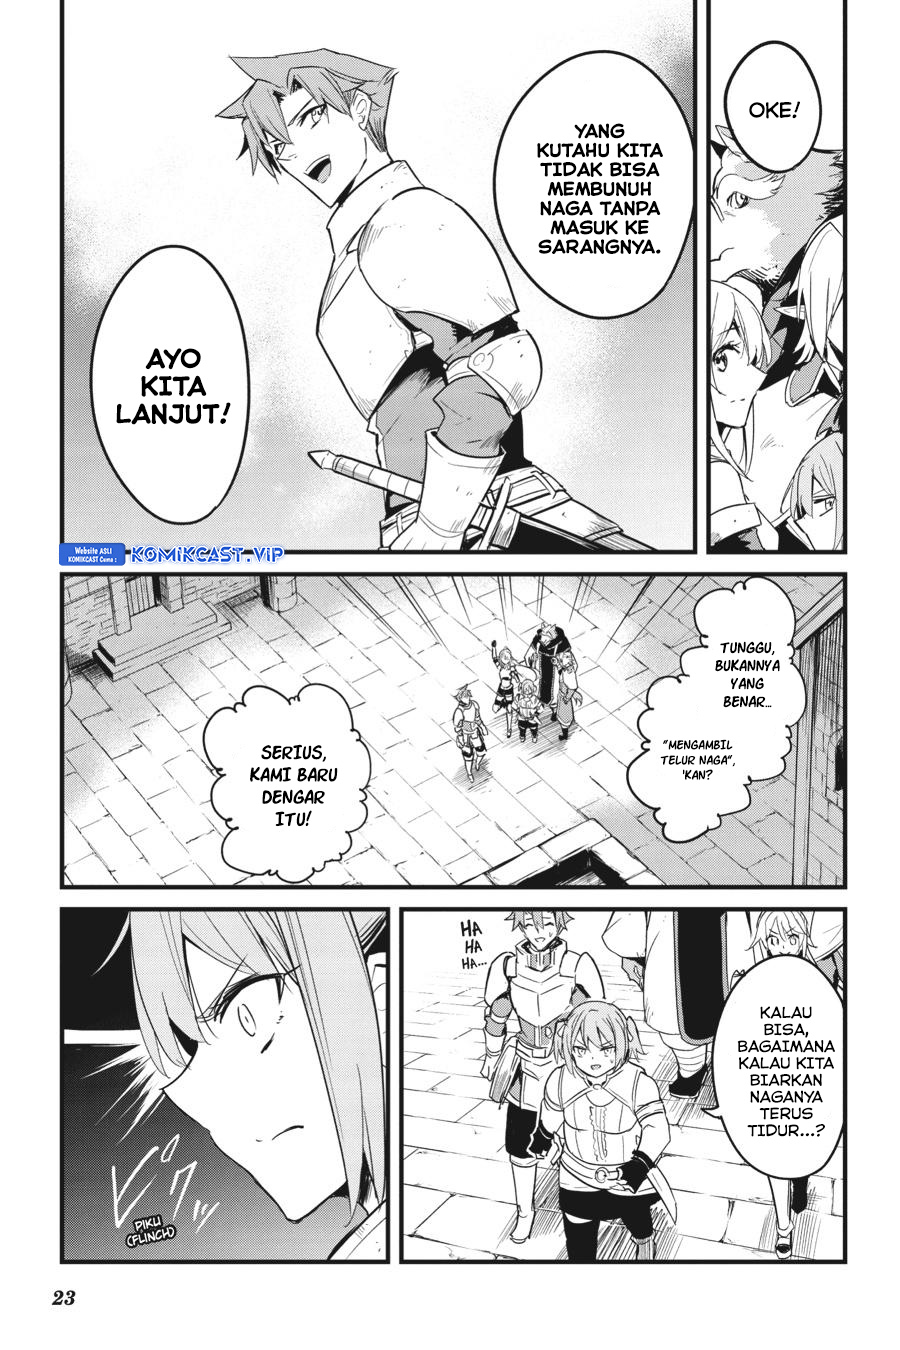 OKE!
YANG
KUTAHU KITA
TIDAK BISA
MEMBUNUH
NAGA TANPA
MASUK KE
SARANGNYA.
AYO
KITA
LANJUT!
Website ASLI
KOMIKCAST Cuma :
KOMIKCAST.VIP
TUNGGU,
BUKANNYA
YANG
BENAR...
"MENGAMBIL
TELUR NAGA",
'KAN?
SERIUS,
KAMI BARU
DENGAR
ITU!
HA
HA
HA...
KALAU
BISA,
BAGAIMANA
KALAU KITA
BIARKAN
NAGANYA
TERUS
TIDUR...?
ピクッ
PIKU
(FLINCH)
23